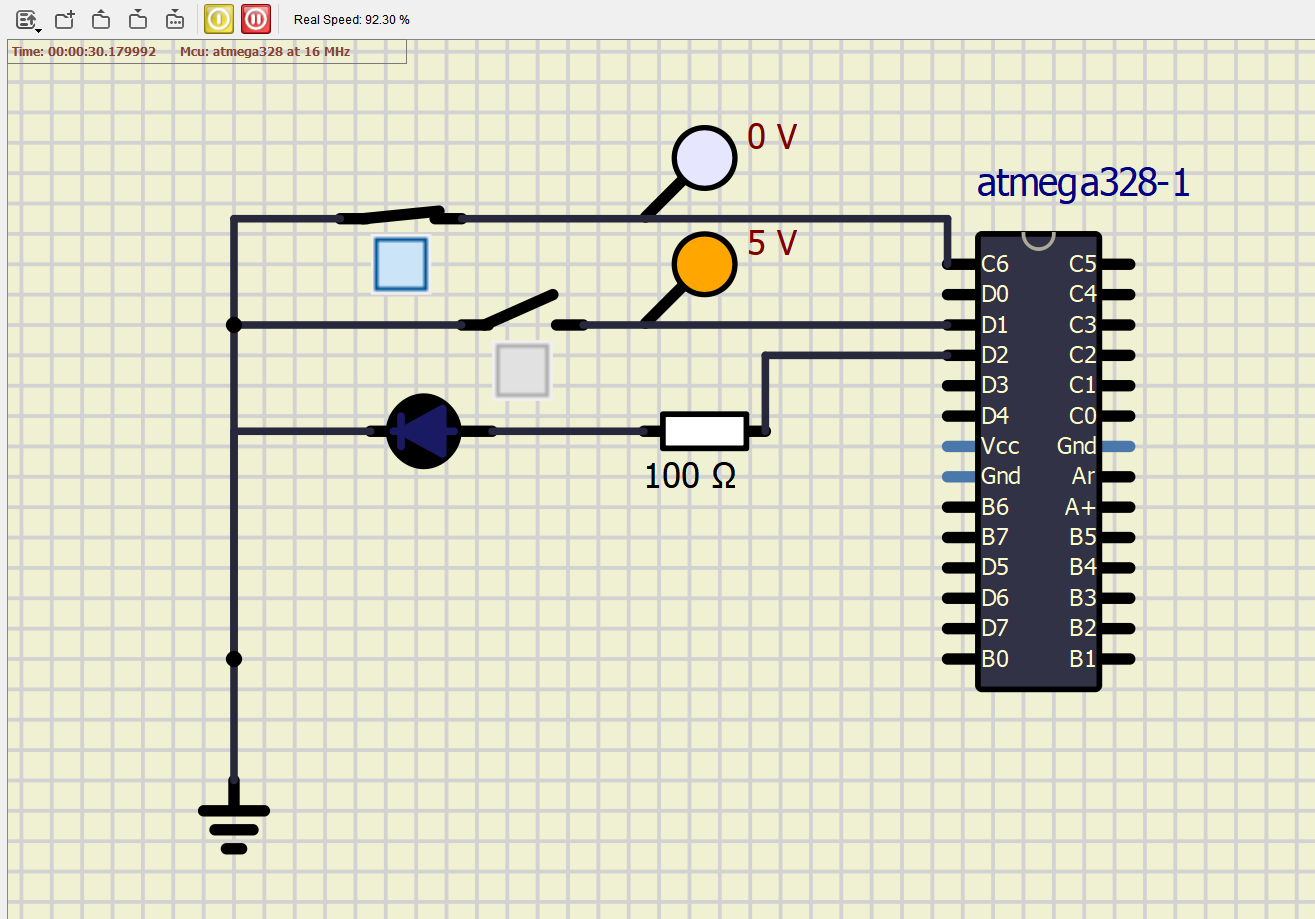 Real Speed: 92.30 %
Time: 00:00:30.179992 Mcu: atmega328 at 16 MHz
0 V
atmega328-1
5 V
C6 C5
D0 C4
D1 C3
D2 C2
D3 C1
D4 C0
Vcc Gnd
Gnd Ar
B6 A+
B7 B5
D5 B4
D6 B3
D7 B2
B0 B1
100 Ω